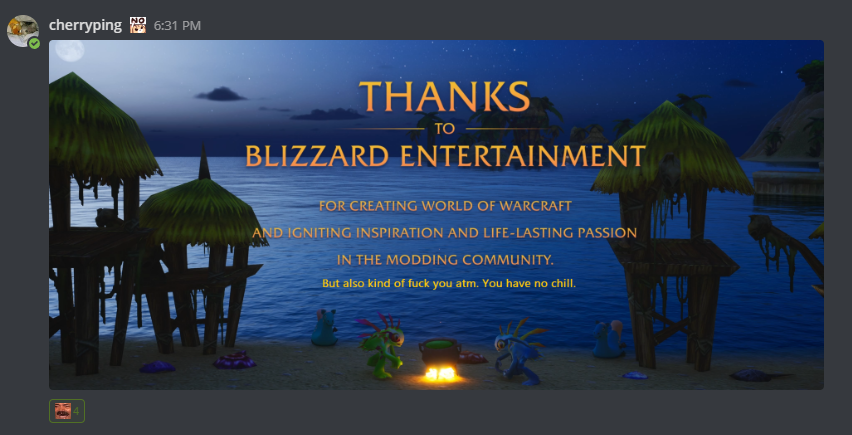 cherryping NO 6:31 PM
THANKS
TO
BLIZZARD ENTERTAINMENT
FOR CREATING WORLD OF WARCRAFT
AND IGNITING INSPIRATION AND LIFE-LASTING PASSION
IN THE MODDING COMMUNITY.
But also kind of fuck you atm. You have no chill.
4